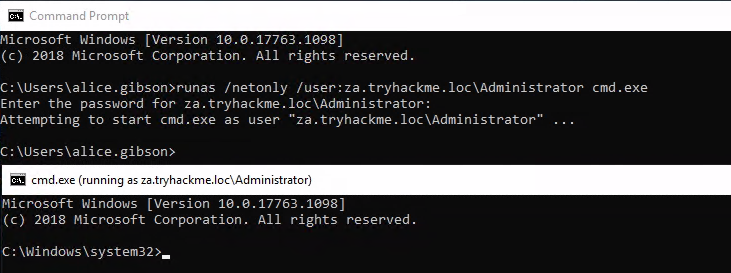 Command Prompt
Microsoft Windows [Version 10.0.17763.1098]
(c) 2018 Microsoft Corporation. All rights reserved.
C:\Users\alice.gibson>runas /netonly /user:za.tryhackme.loc\Administrator cmd.exe
Enter the password for za.tryhackme.loc\Administrator:
Attempting to start cmd.exe as user "za.tryhackme.loc\Administrator" ...
C:\Users\alice.gibson>
cmd.exe (running as za.tryhackme.loc\Administrator)
Microsoft Windows [Version 10.0.17763.1098]
(c) 2018 Microsoft Corporation. All rights reserved.
C:\Windows\system32>